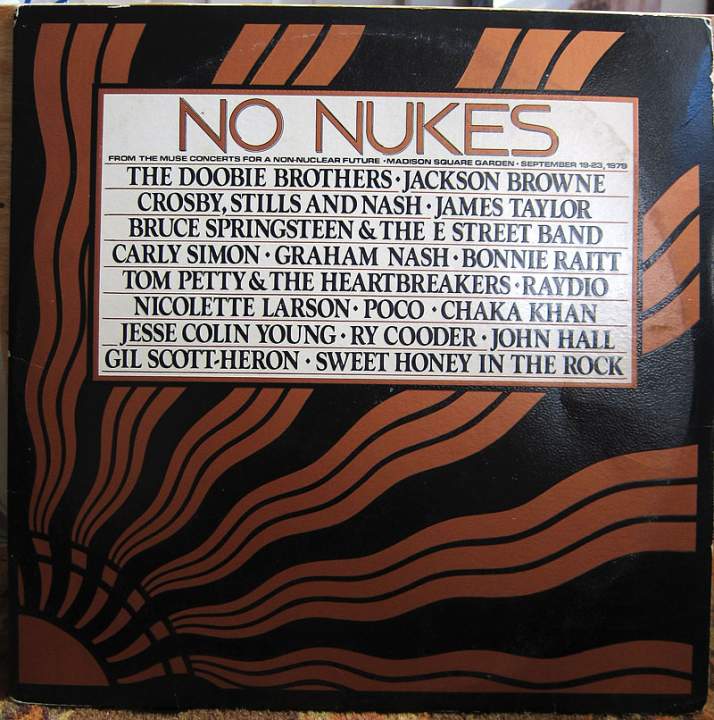 NO NUKES
FROM THE MUSE CONCERTS FOR A NON-NUCLEAR FUTURE • MADISON SQUARE GARDEN • SEPTEMBER 19-23, 1979
THE DOOBIE BROTHERS • JACKSON BROWNE
CROSBY, STILLS AND NASH • JAMES TAYLOR
BRUCE SPRINGSTEEN & THE E STREET BAND
CARLY SIMON • GRAHAM NASH • BONNIE RAITT
TOM PETTY & THE HEARTBREAKERS • RAYDIO
NICOLETTE LARSON • POCO • CHAKA KHAN
JESSE COLIN YOUNG • RY COODER • JOHN HALL
GIL SCOTT-HERON • SWEET HONEY IN THE ROCK